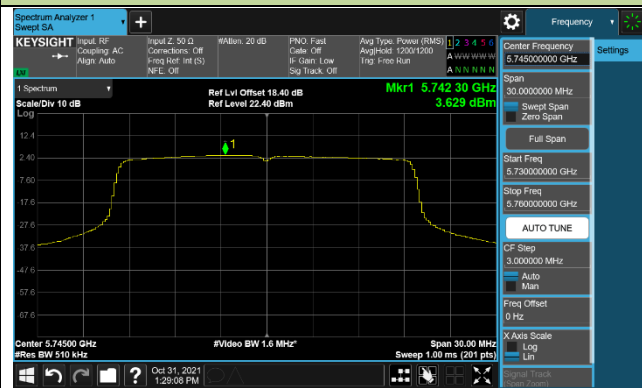 Spectrum Analyzer 1
Swept SA
Frequency
KEYSIGHT
Input: RF
Coupling: AC
Align: Auto
Input Z: 50 Ω
Corrections: Off
Freq Ref: Int (S)
NFE: Off
#Atten: 20 dB
PNO: Fast
Gate: Off
IF Gain: Low
Sig Track: Off
Avg Type: Power (RMS)
Avg|Hold: 1200/1200
Trig: Free Run
1 2 3 4 5 6
A W W W W W
A N N N N N
LXI
1 Spectrum
Scale/Div 10 dB
Log
Ref Lvl Offset 18.40 dB
Ref Level 22.40 dBm
Mkr1 5.742 30 GHz
3.629 dBm
1
12.4
2.40
-7.60
-17.6
-27.6
-37.6
-47.6
-57.6
-67.6
Center 5.74500 GHz
#Res BW 510 kHz
#Video BW 1.6 MHz*
Span 30.00 MHz
Sweep 1.00 ms (201 pts)
Oct 31, 2021
1:29:06 PM
Center Frequency
5.745000000 GHz
Settings
Span
30.0000000 MHz
Swept Span
Zero Span
Full Span
Start Freq
5.730000000 GHz
Stop Freq
5.760000000 GHz
AUTO TUNE
CF Step
3.000000 MHz
Auto
Man
Freq Offset
0 Hz
X Axis Scale
Log
Lin
Signal Track
(Span Zoom)